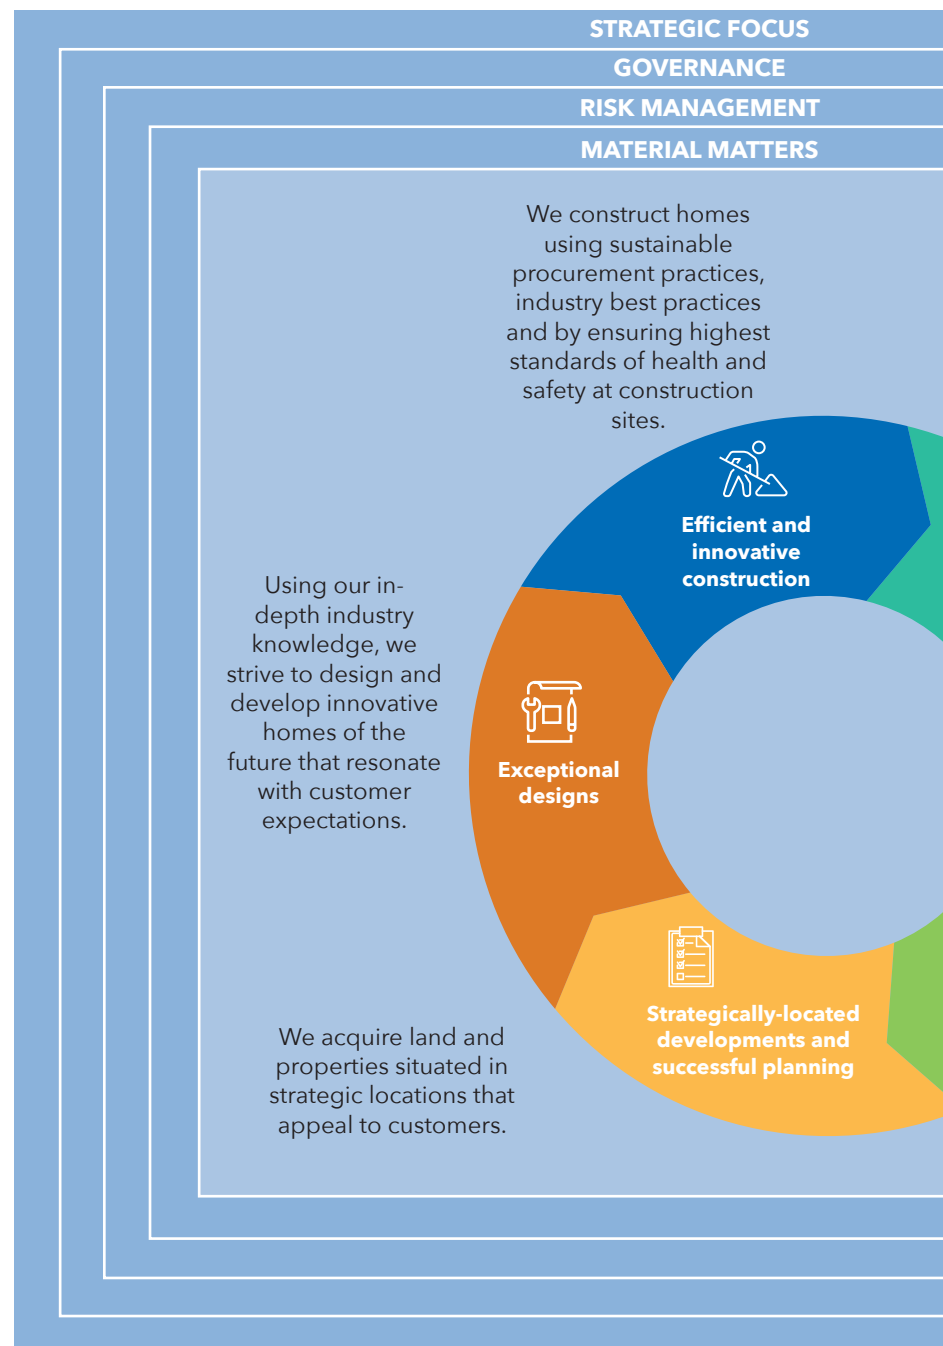 STRATEGIC FOCUS
GOVERNANCE
RISK MANAGEMENT
MATERIAL MATTERS
We construct homes
using sustainable
procurement practices,
industry best practices
and by ensuring highest
standards of health and
safety at construction
sites.
Efficient and
innovative
construction
Using our in-
depth industry
knowledge, we
strive to design and
develop innovative
homes of the
future that resonate
with customer
expectations.
Exceptional
designs
Strategically-located
developments and
successful planning
We acquire land and
properties situated in
strategic locations that
appeal to customers.